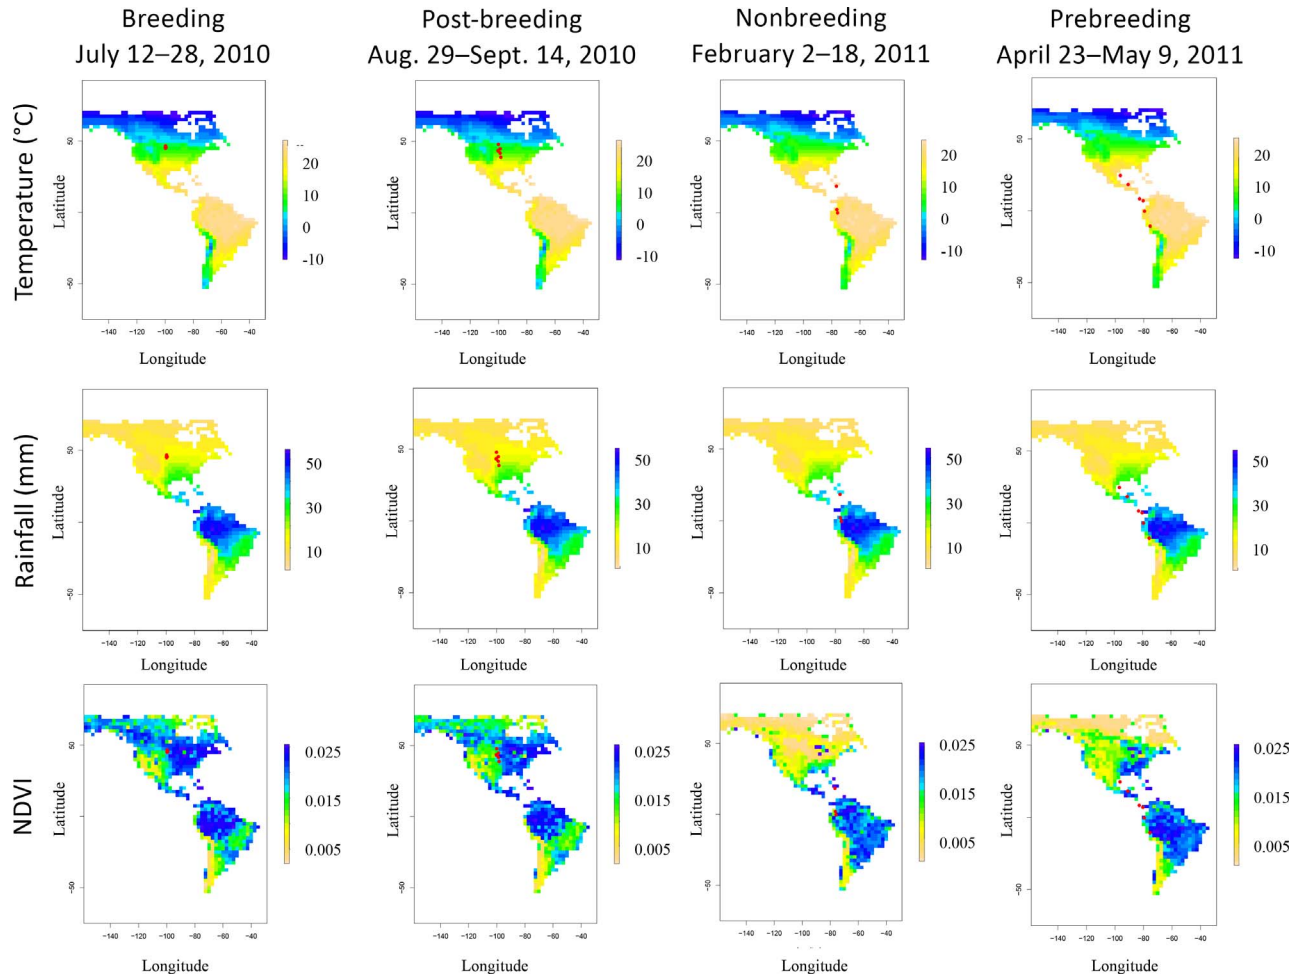 Breeding
July 12–28, 2010
Post-breeding
Aug. 29–Sept. 14, 2010
Nonbreeding
February 2–18, 2011
Prebreeding
April 23–May 9, 2011
Temperature (°C)
Latitude
50
-50
-140 -120 -100 -80 -60 -40
Longitude
20
10
0
-10
Latitude
50
-50
-140 -120 -100 -80 -60 -40
Longitude
20
10
0
-10
Latitude
50
-50
-140 -120 -100 -80 -60 -40
Longitude
20
10
0
-10
Latitude
50
-50
-140 -120 -100 -80 -60 -40
Longitude
20
10
0
-10
Rainfall (mm)
Latitude
50
-50
-140 -120 -100 -80 -60 -40
Longitude
50
30
10
Latitude
50
-50
-140 -120 -100 -80 -60 -40
Longitude
50
30
10
Latitude
50
-50
-140 -120 -100 -80 -60 -40
Longitude
50
30
10
Latitude
50
-50
-140 -120 -100 -80 -60 -40
Longitude
50
30
10
NDVI
Latitude
50
-50
-140 -120 -100 -80 -60 -40
Longitude
0.025
0.015
0.005
Latitude
50
-50
-140 -120 -100 -80 -60 -40
Longitude
0.025
0.015
0.005
Latitude
50
-50
-140 -120 -100 -80 -60 -40
Longitude
0.025
0.015
0.005
Latitude
50
-50
-140 -120 -100 -80 -60 -40
Longitude
0.025
0.015
0.005